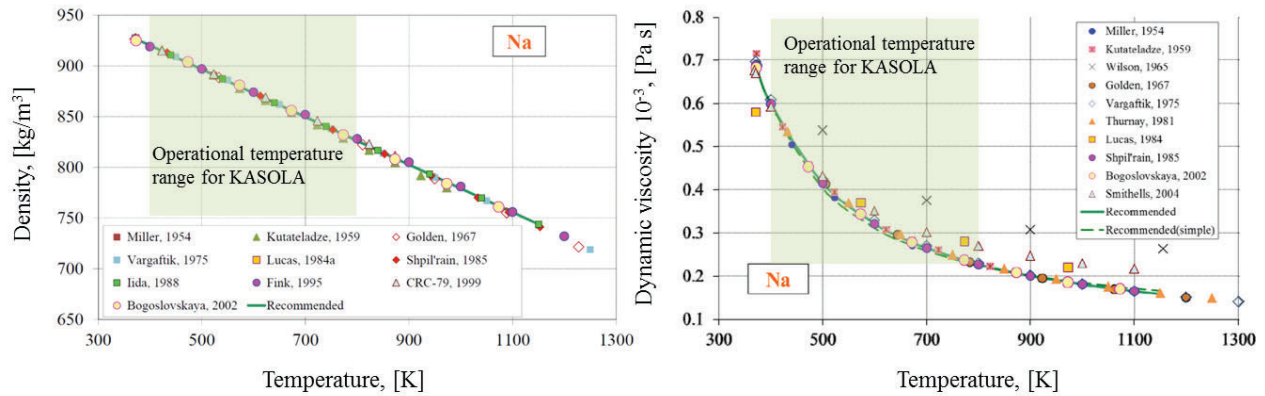 950
900
850
800
750
700
650
Density, [kg/m³]
Na
Operational temperature
range for KASOLA
Miller, 1954
Kutateladze, 1959
Golden, 1967
Vargaftik, 1975
Lucas, 1984a
Shpil'rain, 1985
Iida, 1988
Fink, 1995
CRC-79, 1999
Bogoslovskaya, 2002
Recommended
300 500 700 900 1100 1300
Temperature, [K]
0.8
0.7
0.6
0.5
0.4
0.3
0.2
0.1
Dynamic viscosity 10⁻³, [Pa s]
Operational temperature
range for KASOLA
Na
Miller, 1954
Kutateladze, 1959
Wilson, 1965
Golden, 1967
Vargaftik, 1975
Thurnay, 1981
Lucas, 1984
Shpil'rain, 1985
Bogoslovskaya, 2002
Smithells, 2004
Recommended
Recommended(simple)
300 500 700 900 1100 1300
Temperature, [K]